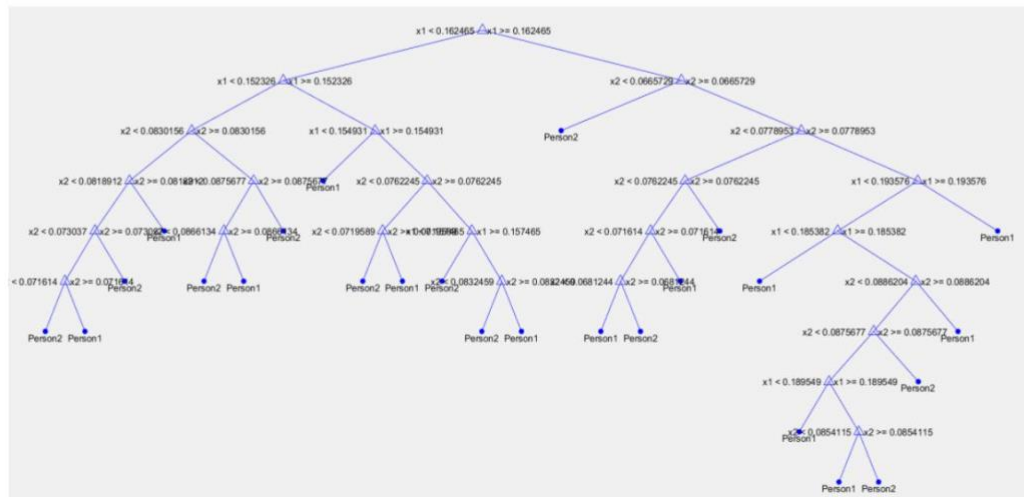 x1 < 0.162465 x1 >= 0.162465
x1 < 0.152326 x1 >= 0.152326 x2 < 0.0665729 x2 >= 0.0665729
x2 < 0.0830156 x2 >= 0.0830156 x1 < 0.154931 x1 >= 0.154931 Person2 x2 < 0.0778953 x2 >= 0.0778953
x2 < 0.0818912 x2 >= x2 >= Person1 x2 < 0.0762245 x2 >= 0.0762245 x2 < 0.0762245 x2 >= 0.0762245 x1 < 0.193576 x1 >= 0.193576
x2 < 0.073037 x2 >= Person1 Person2 x2 < 0.0719589 x1 >= 0.157465 x2 < 0.071614 x2 >= 0.071614 Person2 x1 < 0.185382 x1 >= 0.185382 Person1
< 0.071614 x2 >= 0.071614 Person2 Person2 Person1 Person2 Person1 Person2 x2 >= Person1 Person1 x2 < 0.0886204 x2 >= 0.0886204
Person2 Person1 Person2 Person1 Person1 Person2 x2 < 0.0875677 x2 >= 0.0875677 Person1
x1 < 0.189549 x1 >= 0.189549 Person2
Person1 x2 >= 0.0854115
Person1 Person2